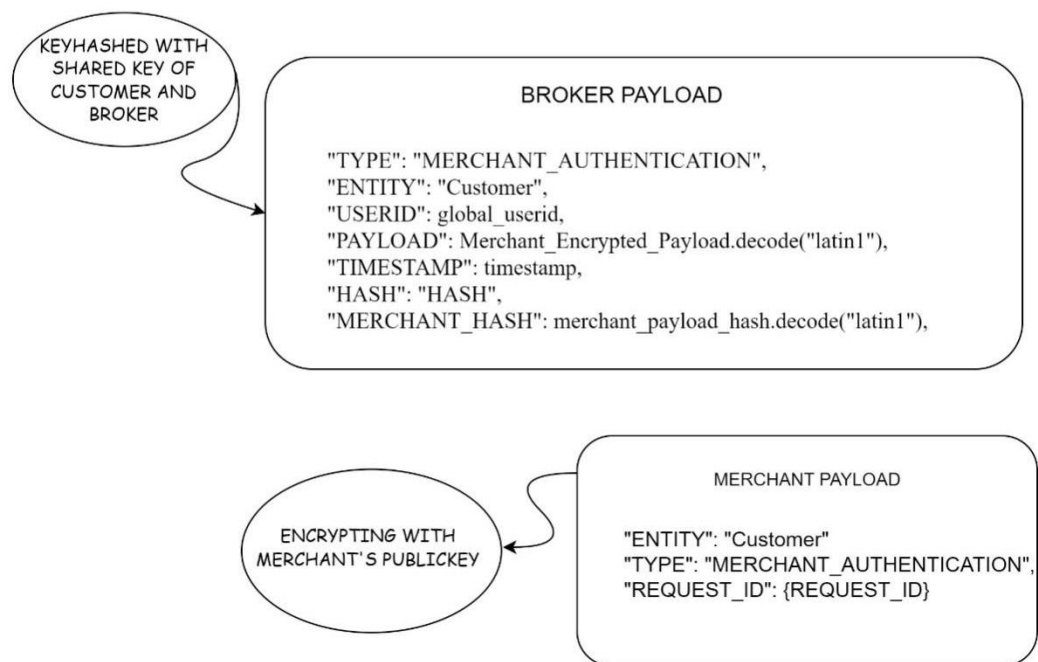 KEYHASHED WITH
SHARED KEY OF
CUSTOMER AND
BROKER
BROKER PAYLOAD
"TYPE": "MERCHANT_AUTHENTICATION",
"ENTITY": "Customer",
"USERID": global_userid,
"PAYLOAD": Merchant_Encrypted_Payload.decode("latin1"),
"TIMESTAMP": timestamp,
"HASH": "HASH",
"MERCHANT_HASH": merchant_payload_hash.decode("latin1"),
ENCRYPTING WITH
MERCHANT'S PUBLICKEY
MERCHANT PAYLOAD
"ENTITY": "Customer"
"TYPE": "MERCHANT_AUTHENTICATION",
"REQUEST_ID": {REQUEST_ID}